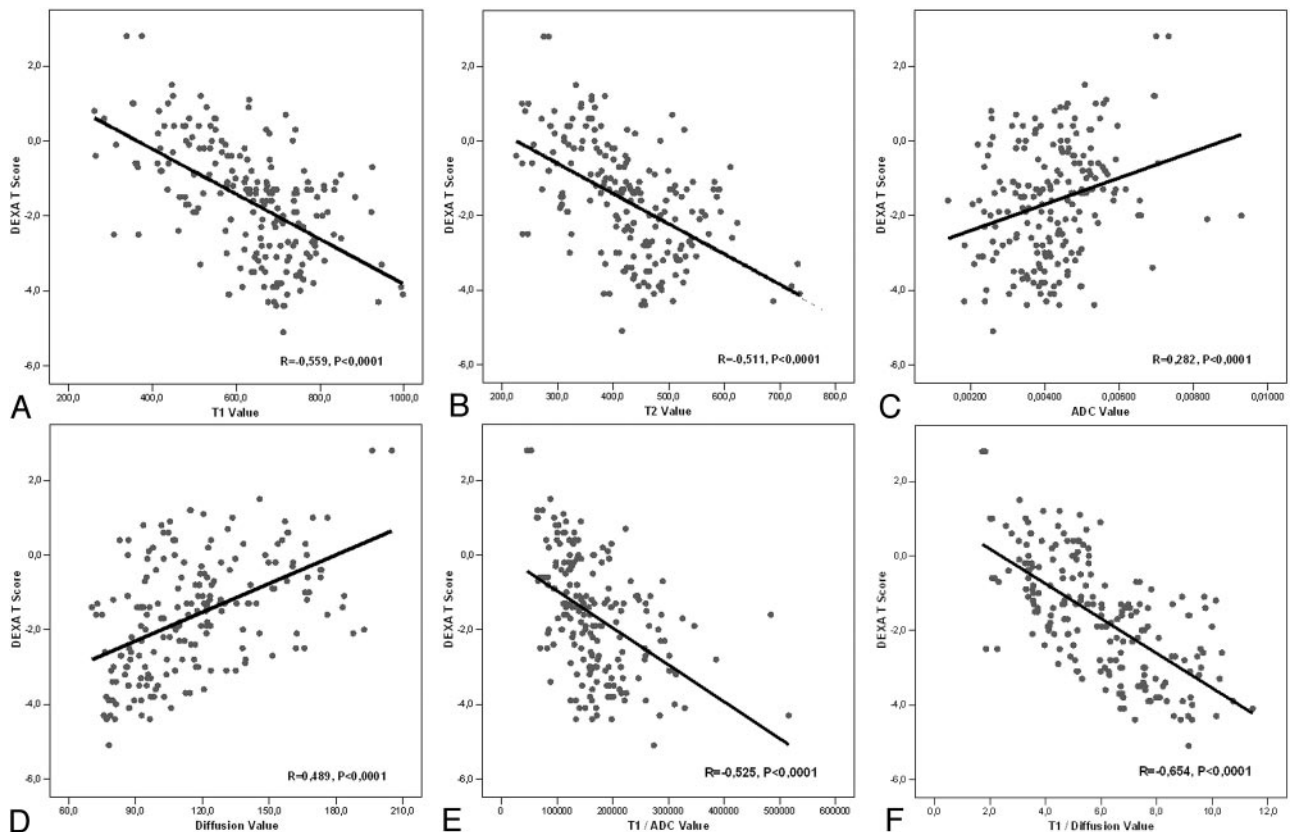 2,0
0,0
-2,0
-4,0
-6,0
DEXA T Score
R=-0,559, P<0,0001
200,0 400,0 600,0 800,0 1000,0
A T1 Value
2,0
0,0
-2,0
-4,0
-6,0
DEXA T Score
R=-0,511, P<0,0001
200,0 300,0 400,0 500,0 600,0 700,0 800,0
B T2 Value
2,0
0,0
-2,0
-4,0
-6,0
DEXA T Score
R=0,282, P<0,0001
0,00200 0,00400 0,00600 0,00800 0,01000
C ADC Value
2,0
0,0
-2,0
-4,0
-6,0
DEXA T Score
R=0,489, P<0,0001
60,0 90,0 120,0 150,0 180,0 210,0
D Diffusion Value
2,0
0,0
-2,0
-4,0
-6,0
DEXA T Score
R=-0,525, P<0,0001
0 100000 200000 300000 400000 500000 600000
E T1 / ADC Value
2,0
0,0
-2,0
-4,0
-6,0
DEXA T Score
R=-0,654, P<0,0001
0,0 2,0 4,0 6,0 8,0 10,0 12,0
F T1 / Diffusion Value